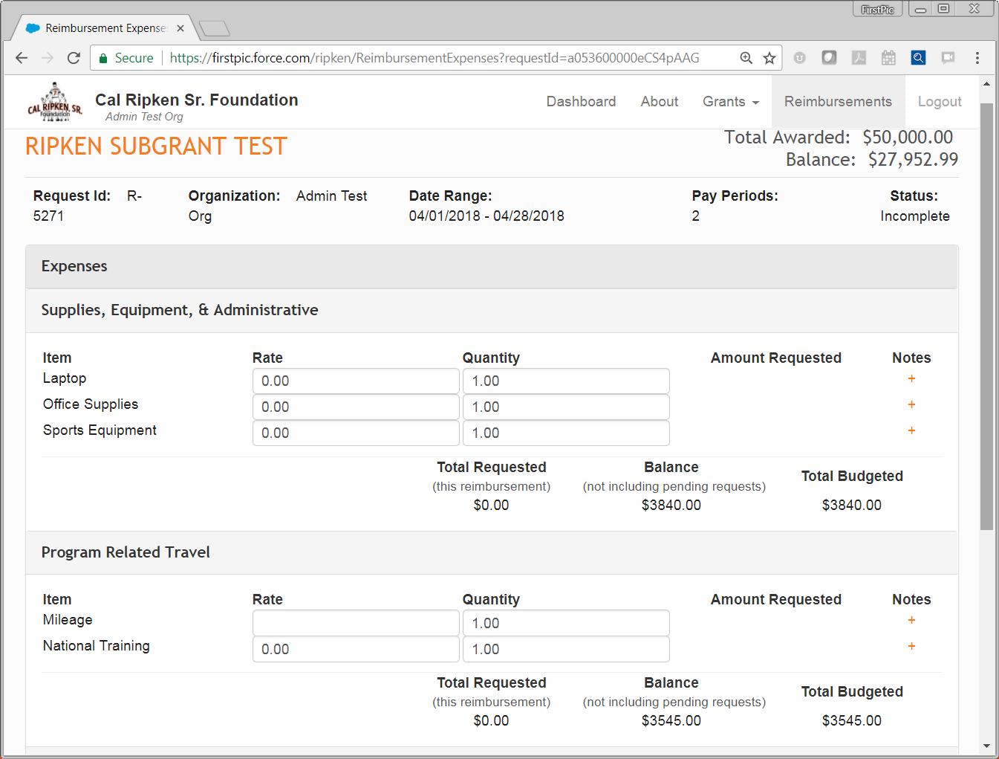 FirstPic
Reimbursement Expense
Secure https://firstpic.force.com/ripken/ReimbursementExpenses?requestId=a053600000eCS4pAAG
CAL RIPKEN, SR.
Foundation
Cal Ripken Sr. Foundation
Admin Test Org
Dashboard About Grants Reimbursements Logout
RIPKEN SUBGRANT TEST
Total Awarded: $50,000.00
Balance: $27,952.99
Request Id: R- Organization: Admin Test Date Range: Pay Periods: Status:
5271 Org 04/01/2018 - 04/28/2018 2 Incomplete
Expenses
Supplies, Equipment, & Administrative
Item Rate Quantity Amount Requested Notes
Laptop 0.00 1.00 +
Office Supplies 0.00 1.00 +
Sports Equipment 0.00 1.00 +
Total Requested Balance Total Budgeted
(this reimbursement) (not including pending requests)
$0.00 $3840.00 $3840.00
Program Related Travel
Item Rate Quantity Amount Requested Notes
Mileage 1.00 +
National Training 0.00 1.00 +
Total Requested Balance Total Budgeted
(this reimbursement) (not including pending requests)
$0.00 $3545.00 $3545.00